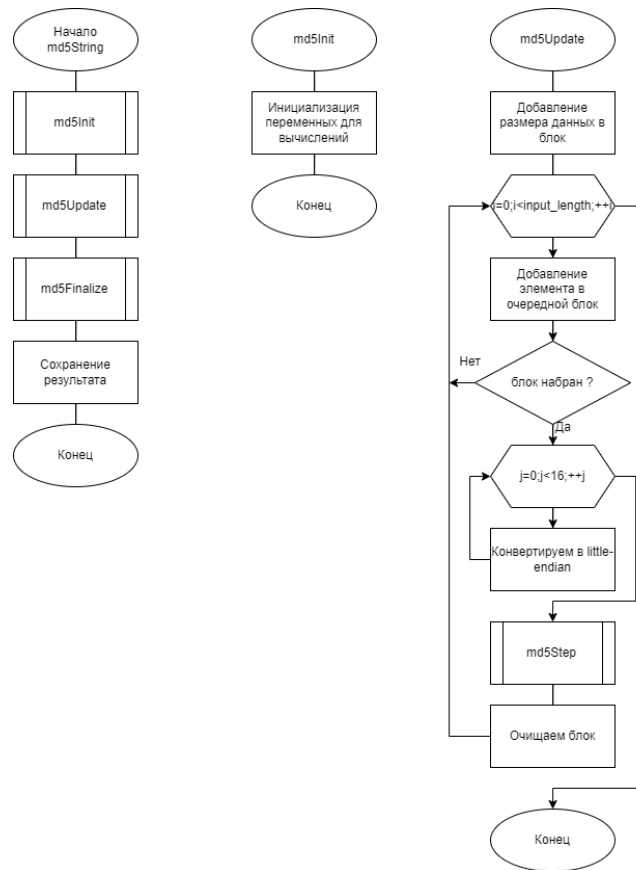 Начало
md5String
md5Init
md5Update
md5Finalize
Сохранение
результата
Конец
md5Init
Инициализация
переменных для
вычислений
Конец
md5Update
Добавление
размера данных в
блок
i=0;i<input_length;++i
Добавление
элемента в
очередной блок
Нет
блок набран ?
Да
j=0;j<16;++j
Конвертируем в little-
endian
md5Step
Очищаем блок
Конец